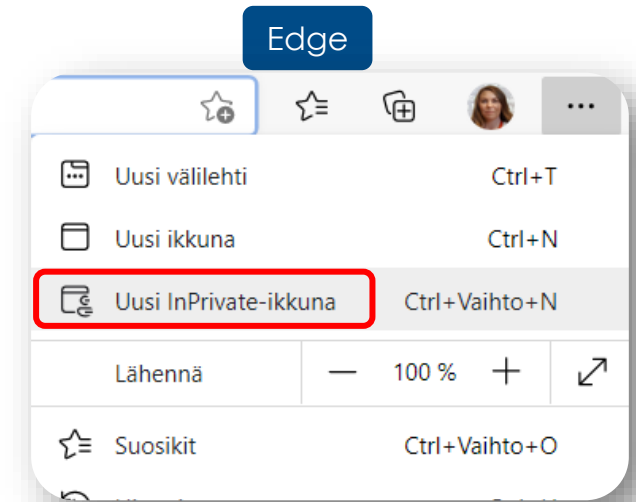 Edge
Uusi välilehti Ctrl+T
Uusi ikkuna Ctrl+N
Uusi InPrivate-ikkuna Ctrl+Vaihto+N
Lähennä — 100 % +
Suosikit Ctrl+Vaihto+O